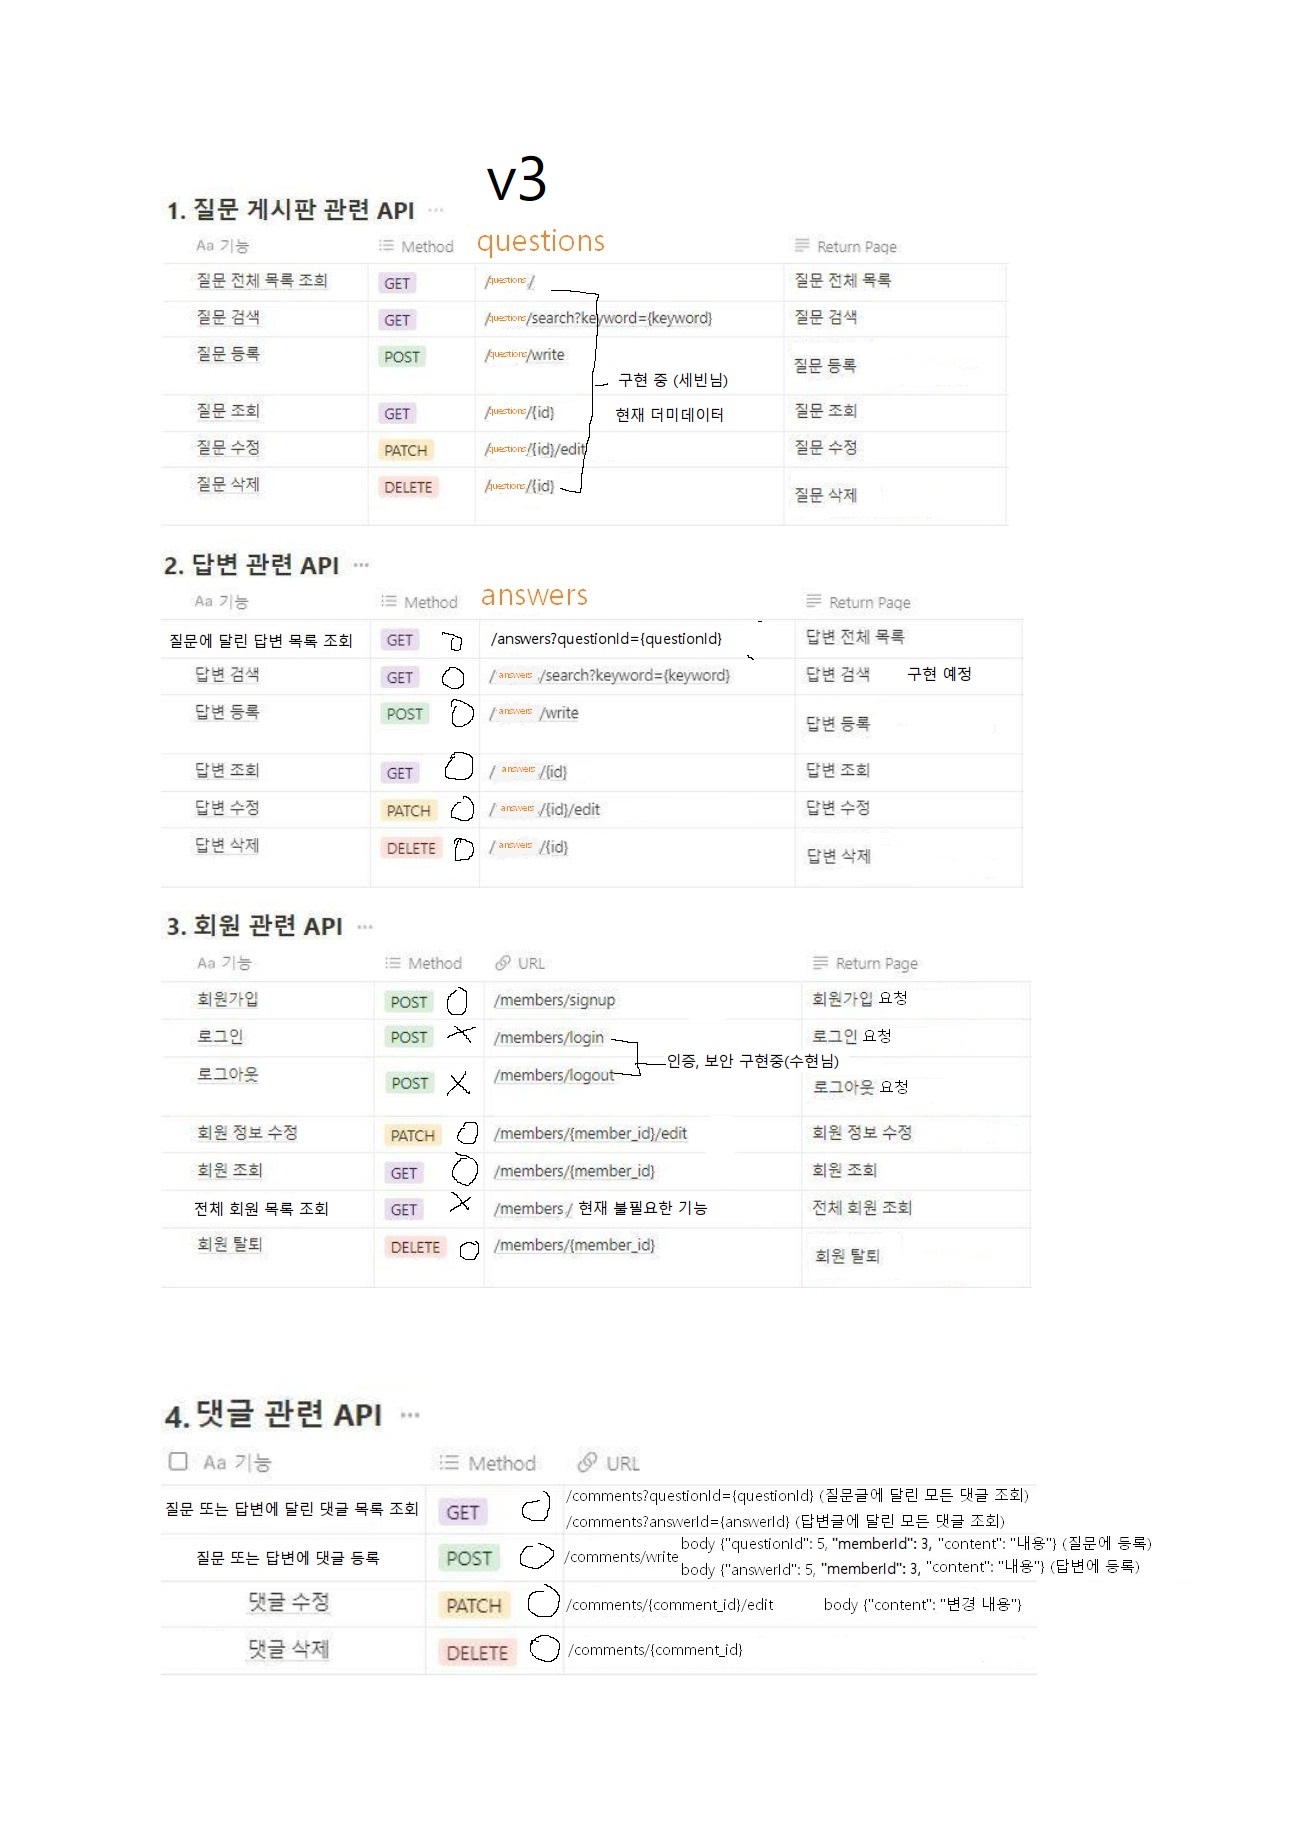 v3
1. 질문 게시판 관련 API ...
Aa 기능 Method questions Return Page
질문 전체 목록 조회 GET /questions/ 질문 전체 목록
질문 검색 GET /questions/search?keyword={keyword} 질문 검색
질문 등록 POST /questions/write 질문 등록
구현 중 (세빈님)
질문 조회 GET /questions/{id} 현재 더미데이터 질문 조회
질문 수정 PATCH /questions/{id}/edit 질문 수정
질문 삭제 DELETE /questions/{id} 질문 삭제
2. 답변 관련 API ...
Aa 기능 Method answers Return Page
질문에 달린 답변 목록 조회 GET /answers?questionId={questionId} 답변 전체 목록
답변 검색 GET / answers /search?keyword={keyword} 답변 검색 구현 예정
답변 등록 POST / answers /write 답변 등록
답변 조회 GET / answers /{id} 답변 조회
답변 수정 PATCH / answers /{id}/edit 답변 수정
답변 삭제 DELETE / answers /{id} 답변 삭제
3. 회원 관련 API ...
Aa 기능 Method URL Return Page
회원가입 POST /members/signup 회원가입 요청
로그인 POST /members/login 로그인 요청
인증, 보안 구현중(수현님)
로그아웃 POST /members/logout 로그아웃 요청
회원 정보 수정 PATCH /members/{member_id}/edit 회원 정보 수정
회원 조회 GET /members/{member_id} 회원 조회
전체 회원 목록 조회 GET /members / 현재 불필요한 기능 전체 회원 조회
회원 탈퇴 DELETE /members/{member_id} 회원 탈퇴
4. 댓글 관련 API ...
Aa 기능 Method URL
질문 또는 답변에 달린 댓글 목록 조회 GET /comments?questionId={questionId} (질문글에 달린 모든 댓글 조회)
/comments?answerId={answerId} (답변글에 달린 모든 댓글 조회)
질문 또는 답변에 댓글 등록 POST /comments/write body {"questionId": 5, "memberId": 3, "content": "내용"} (질문에 등록)
body {"answerId": 5, "memberId": 3, "content": "내용"} (답변에 등록)
댓글 수정 PATCH /comments/{comment_id}/edit body {"content": "변경 내용"}
댓글 삭제 DELETE /comments/{comment_id}